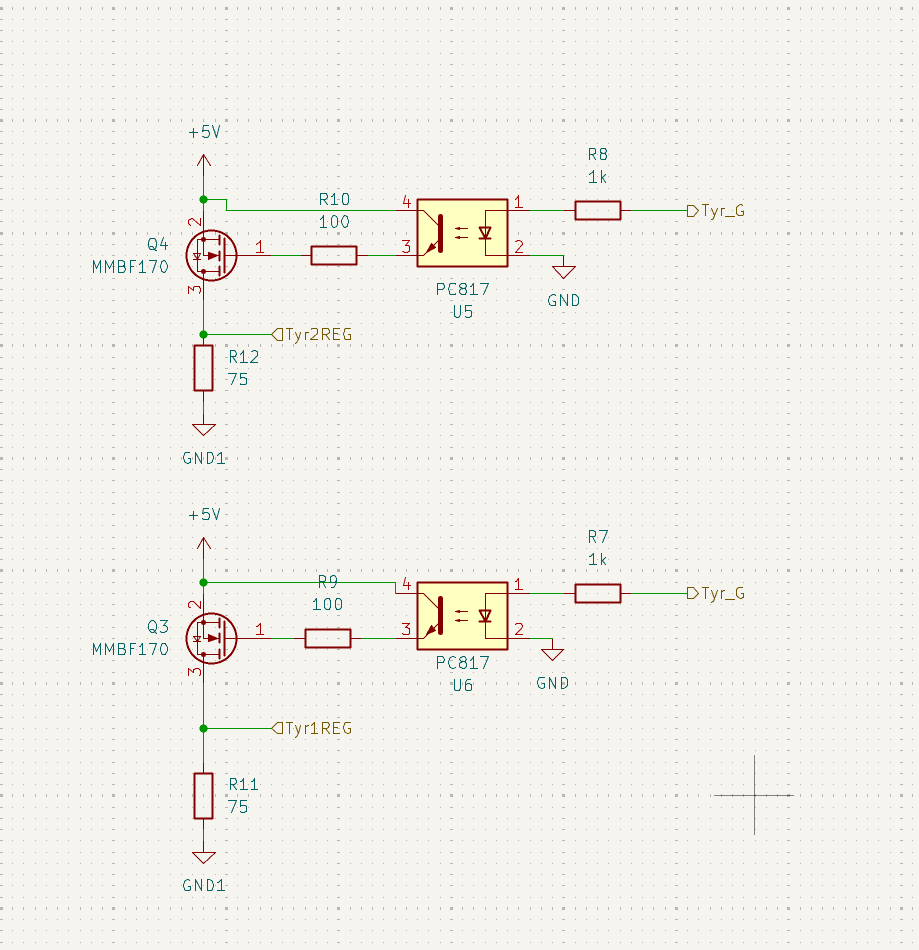 +5V
R8
1k
R10
100
4
1
Tyr_G
2
Q4
MMBF170
1
3
2
3
PC817
U5
GND
Tyr2REG
R12
75
GND1
+5V
R7
1k
R9
100
4
1
Tyr_G
2
Q3
MMBF170
1
3
2
3
PC817
U6
GND
Tyr1REG
R11
75
GND1